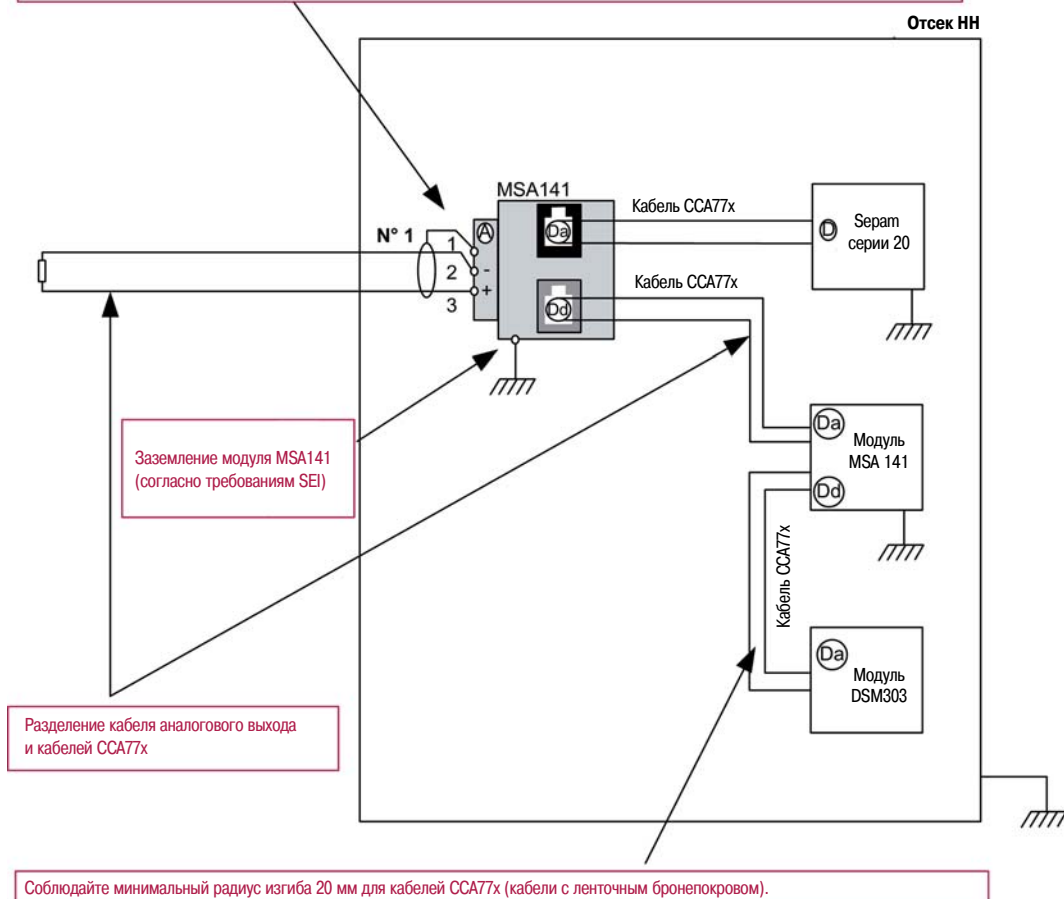 Отсек НН
MSA141
Кабель CCA77x
N° 1
1
A
Da
D
Sepam
серии 20
2
-
Кабель CCA77x
3
+
Dd
Da
Модуль
MSA 141
Заземление модуля MSA141
(согласно требованиям SEI)
Dd
Кабель CCA77x
Da
Модуль
DSM303
Разделение кабеля аналогового выхода
и кабелей CCA77x
Соблюдайте минимальный радиус изгиба 20 мм для кабелей CCA77x (кабели с ленточным бронепокровом).